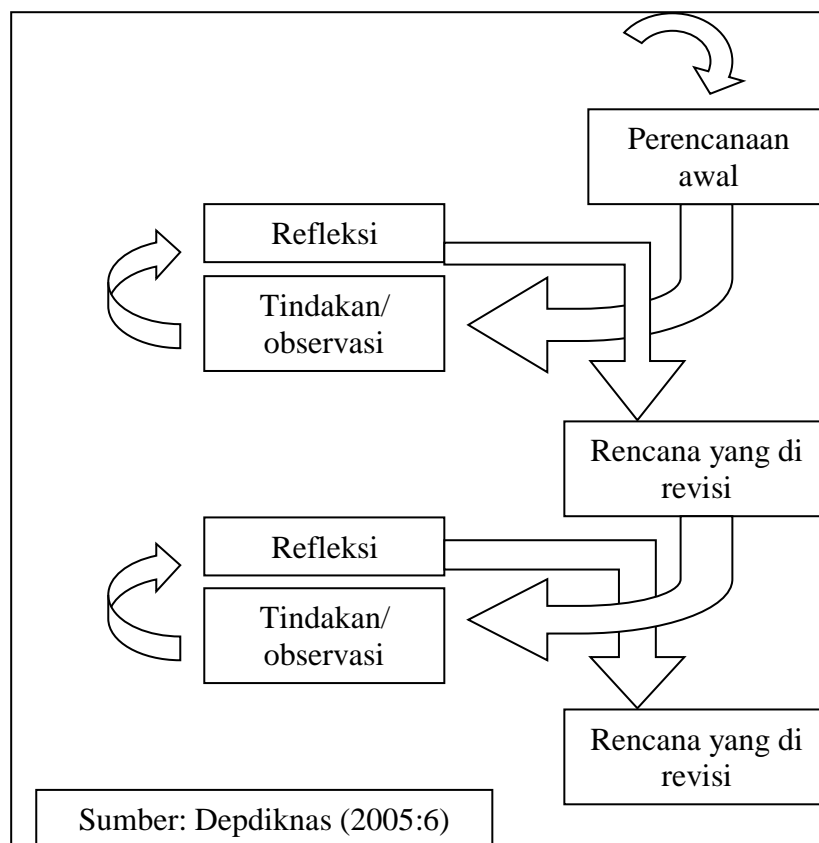 Perencanaan
awal
Refleksi
Tindakan/
observasi
Rencana yang di
revisi
Refleksi
Tindakan/
observasi
Rencana yang di
revisi
Sumber: Depdiknas (2005:6)